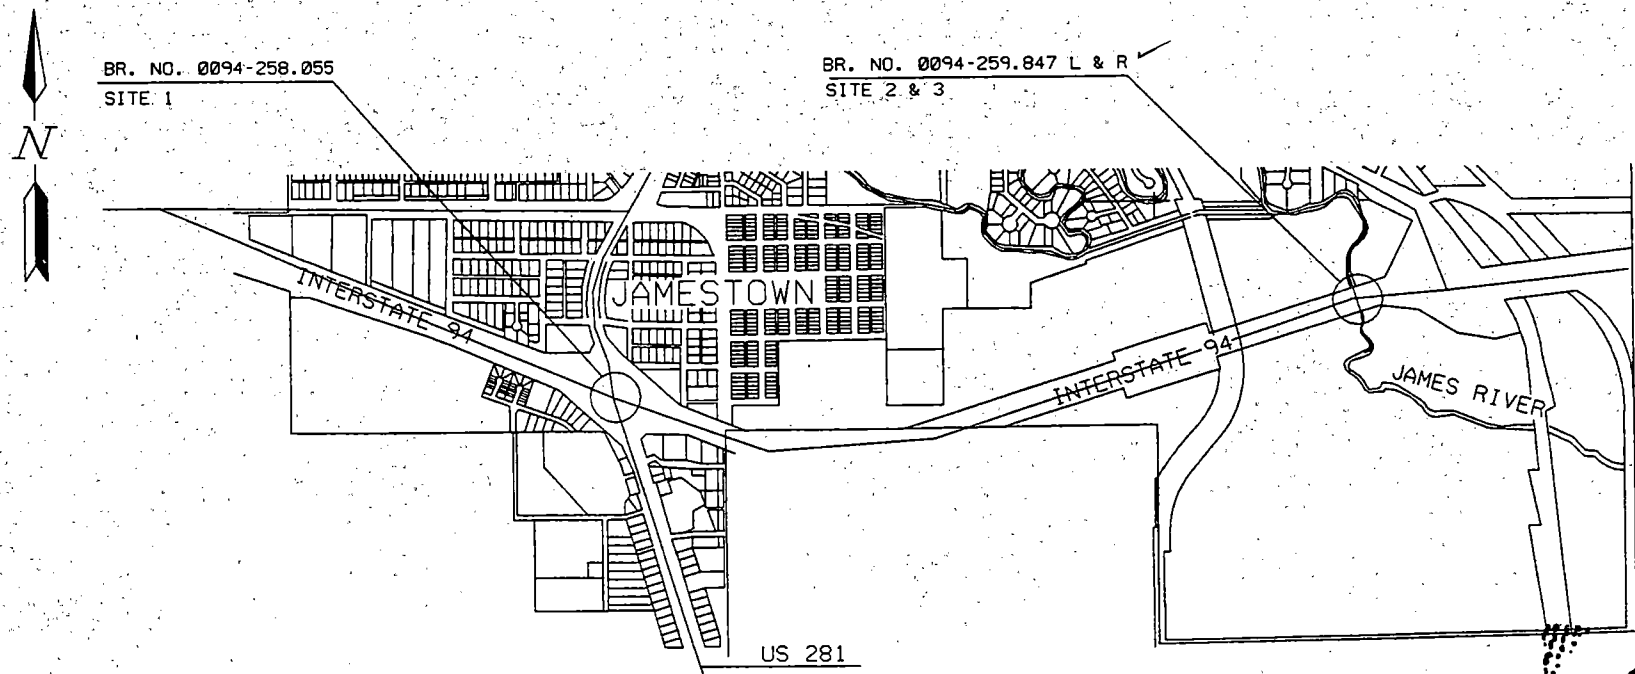 BR. NO. 0094-258.055
SITE 1
BR. NO. 0094-259.847 L & R
SITE 2 & 3
N
INTERSTATE 94
JAMESTOWN
INTERSTATE 94
JAMES RIVER
US 281